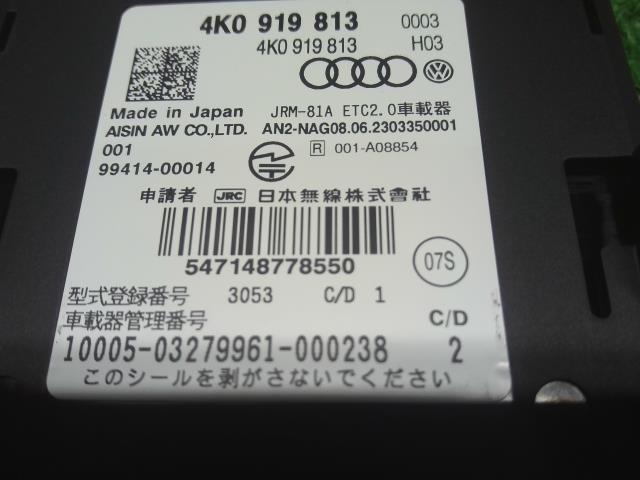 4K0 919 813 0003
4K0 919 813 H03
Made in Japan JRM-81A ETC2.0車載器
AISIN AW CO.,LTD. AN2-NAG08.06.2303350001
001 R 001-A08854
99414-00014
申請者 JRC 日本無線株式會社
547148778550
07S
型式登録番号 3053 C/D 1
車載器管理番号 C/D
10005-03279961-000238 2
このシールを剥がさないでください